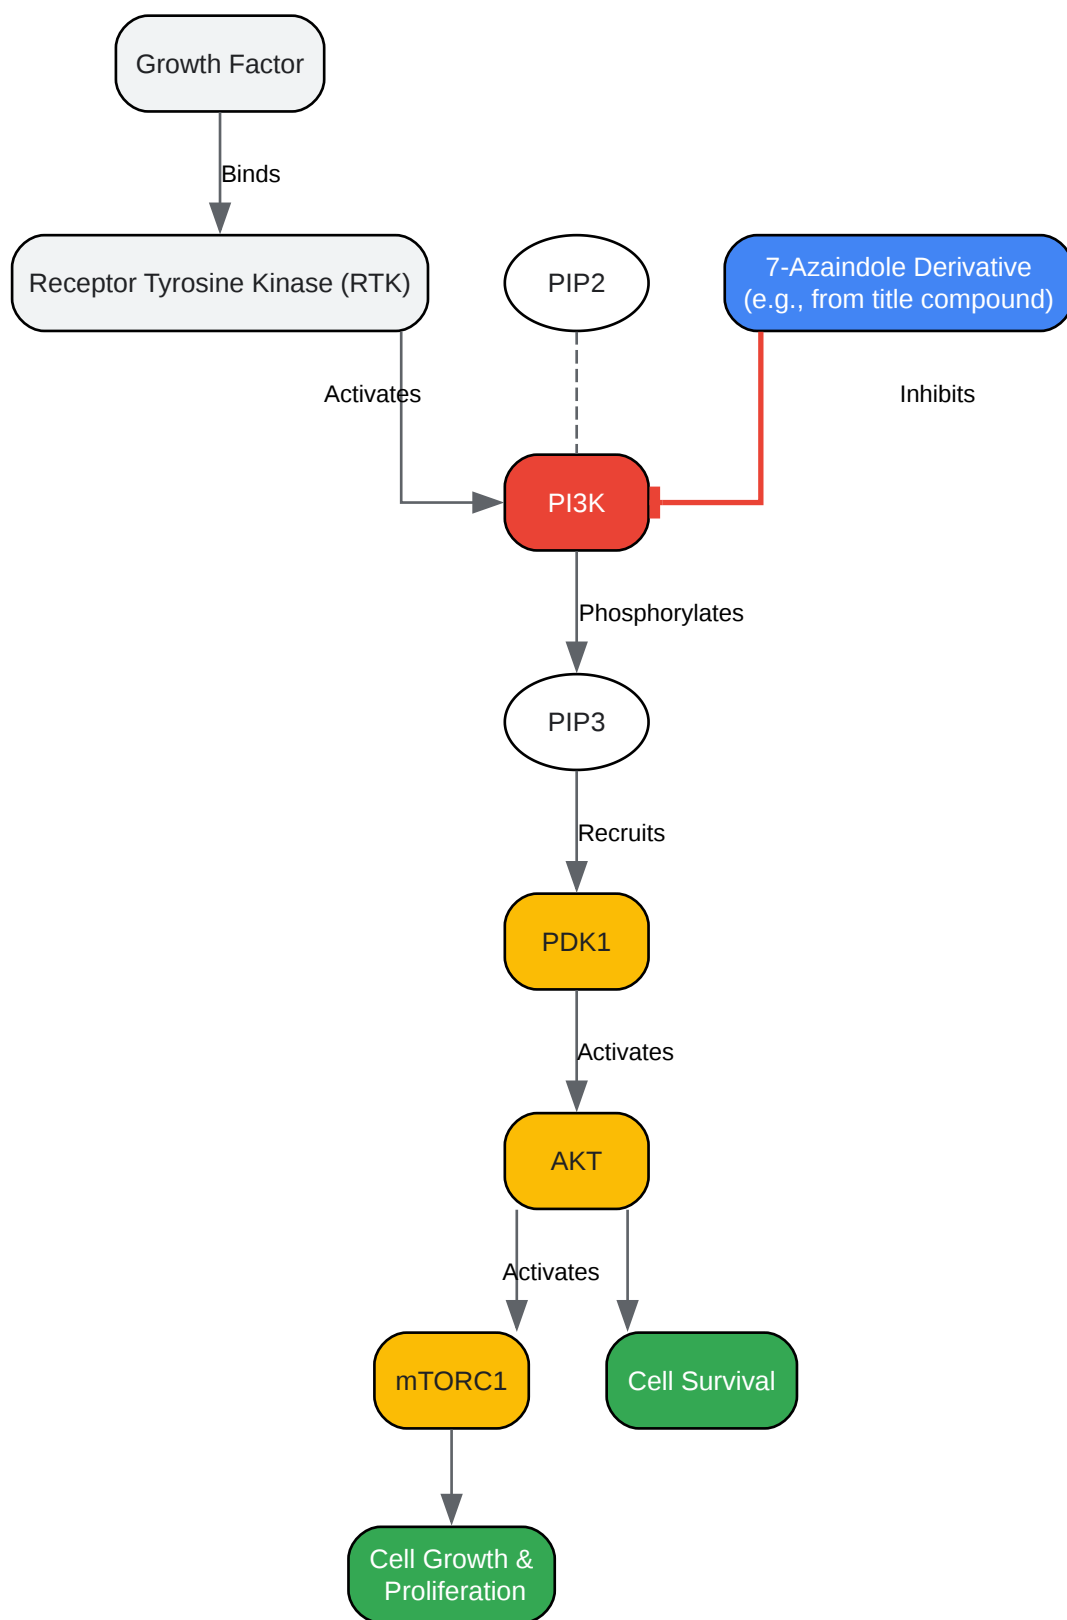 Growth Factor
Binds
Receptor Tyrosine Kinase (RTK)
PIP2
7-Azaindole Derivative
(e.g., from title compound)
Activates
Inhibits
PI3K
Phosphorylates
PIP3
Recruits
PDK1
Activates
AKT
Activates
mTORC1
Cell Survival
Cell Growth &
Proliferation